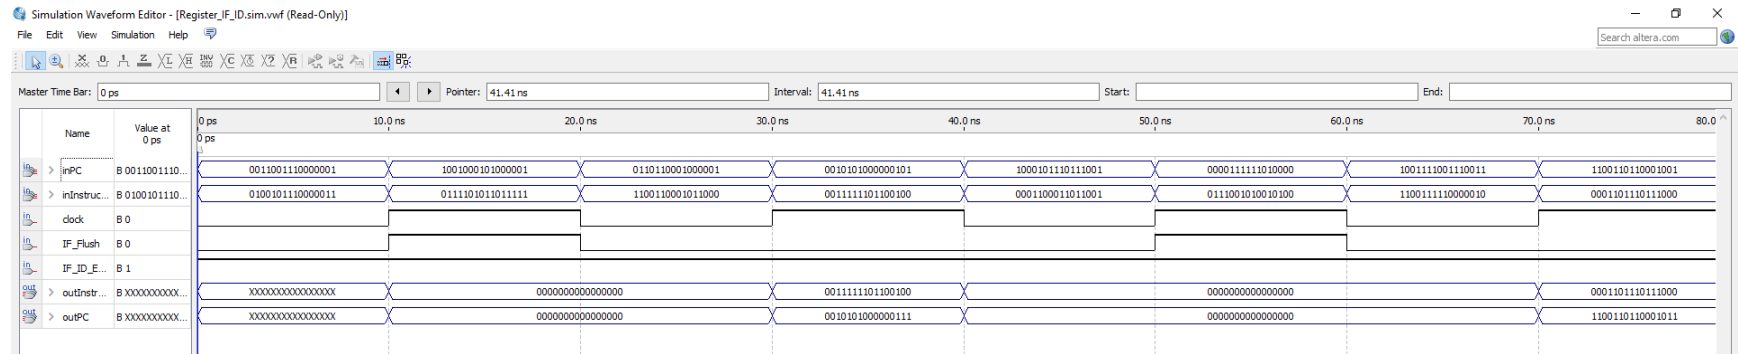 Simulation Waveform Editor - [Register_IF_ID.sim.vwf (Read-Only)]
File Edit View Simulation Help
Search altera.com
Master Time Bar: 0 ps Pointer: 41.41 ns Interval: 41.41 ns Start: End:
Name Value at 0 ps 0 ps 10.0 ns 20.0 ns 30.0 ns 40.0 ns 50.0 ns 60.0 ns 70.0 ns 80.0
0 ps
inPC B 0011001110... 0011001110000001 1001000101000001 0110110001000001 0010101000000101 1000101110111001 0000111111010000 1001111001110011 1100110110001001
inInstruc... B 0100101110... 0100101110000011 0111101011011111 1100110001011000 0011111101100100 0001100011011001 0111001010010100 1100111110000010 0001101110111000
clock B 0
IF_Flush B 0
IF_ID_E... B 1
outInstr... B XXXXXXXXXX... XXXXXXXXXXXXXXXX 0000000000000000 0011111101100100 0000000000000000 0001101110111000
outPC B XXXXXXXXXX... XXXXXXXXXXXXXXXX 0000000000000000 0010101000000111 0000000000000000 1100110110001011